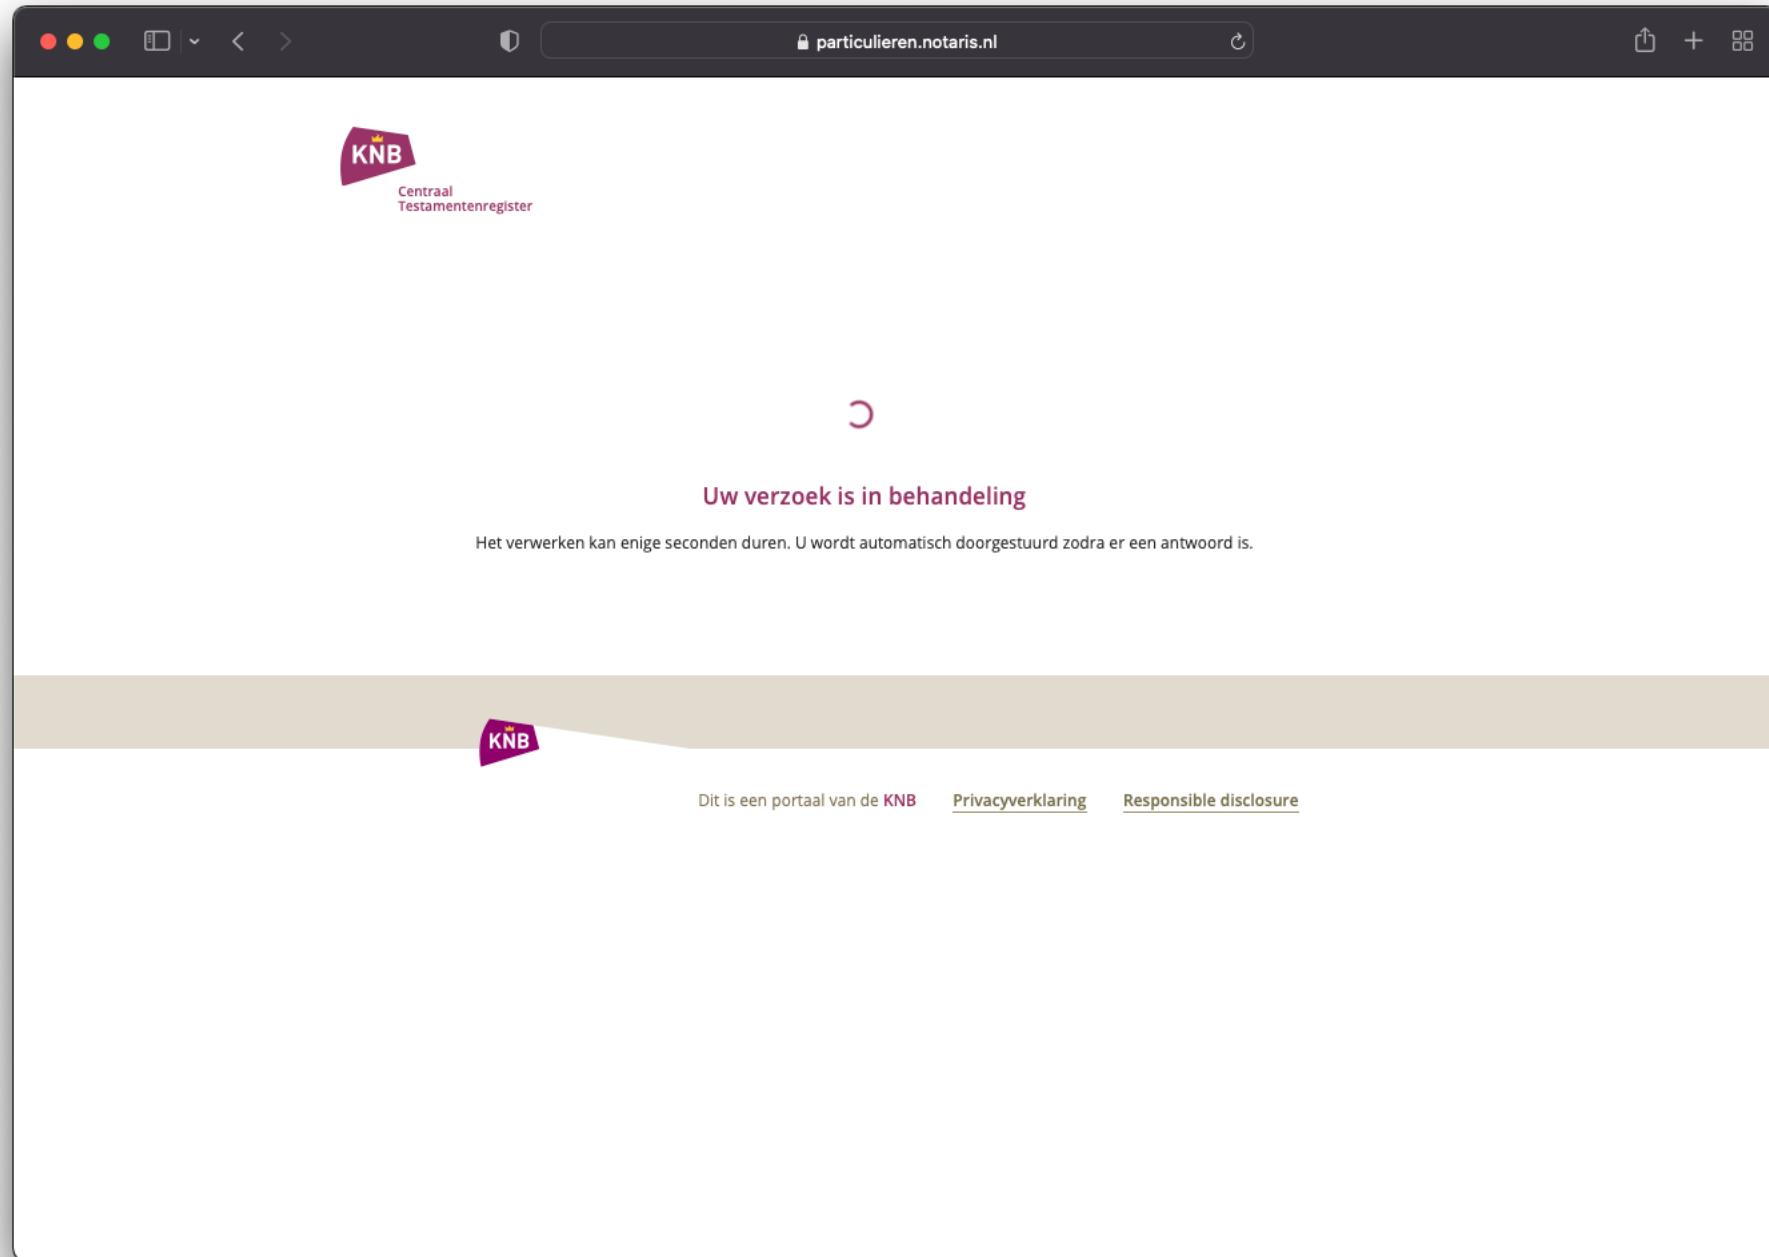 particulieren.notaris.nl
KNB
Centraal
Testamentenregister
Uw verzoek is in behandeling
Het verwerken kan enige seconden duren. U wordt automatisch doorgestuurd zodra er een antwoord is.
KNB
Dit is een portaal van de KNB Privacyverklaring Responsible disclosure